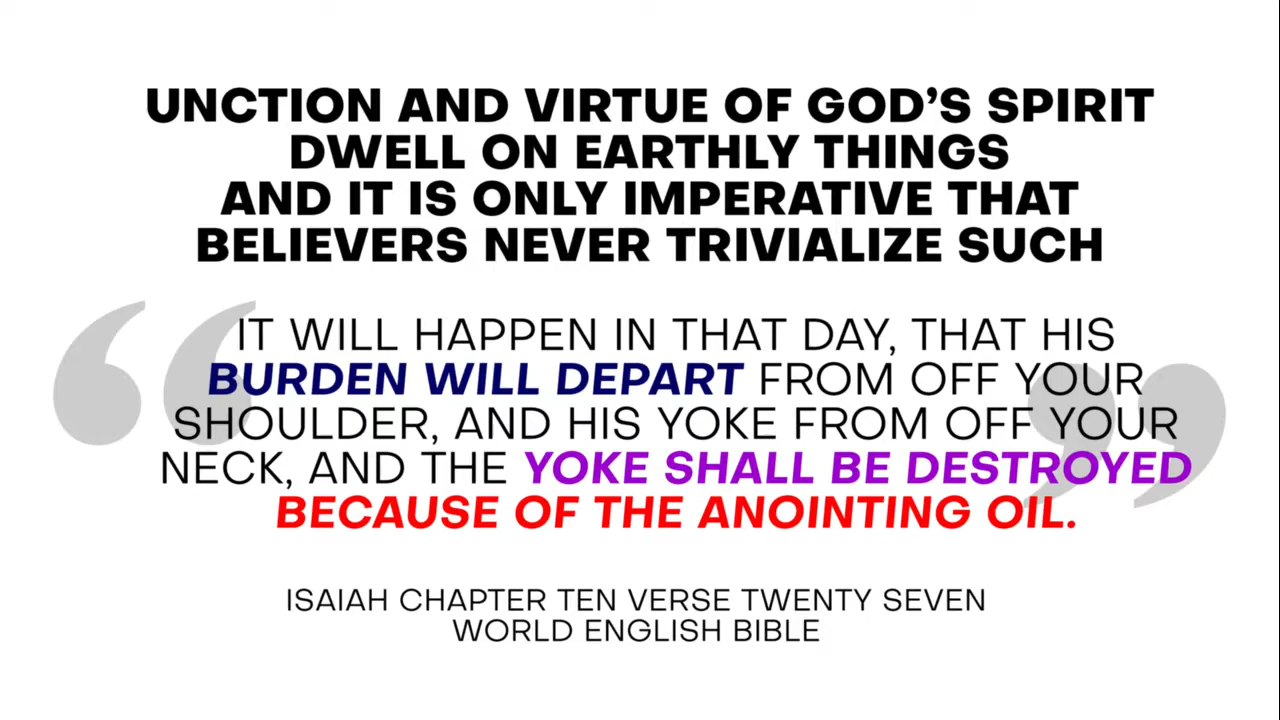 UNCTION AND VIRTUE OF GOD’S SPIRIT
DWELL ON EARTHLY THINGS
AND IT IS ONLY IMPERATIVE THAT
BELIEVERS NEVER TRIVIALIZE SUCH
“IT WILL HAPPEN IN THAT DAY, THAT HIS
BURDEN WILL DEPART FROM OFF YOUR
SHOULDER, AND HIS YOKE FROM OFF YOUR
NECK, AND THE YOKE SHALL BE DESTROYED
BECAUSE OF THE ANOINTING OIL.”
ISAIAH CHAPTER TEN VERSE TWENTY SEVEN
WORLD ENGLISH BIBLE